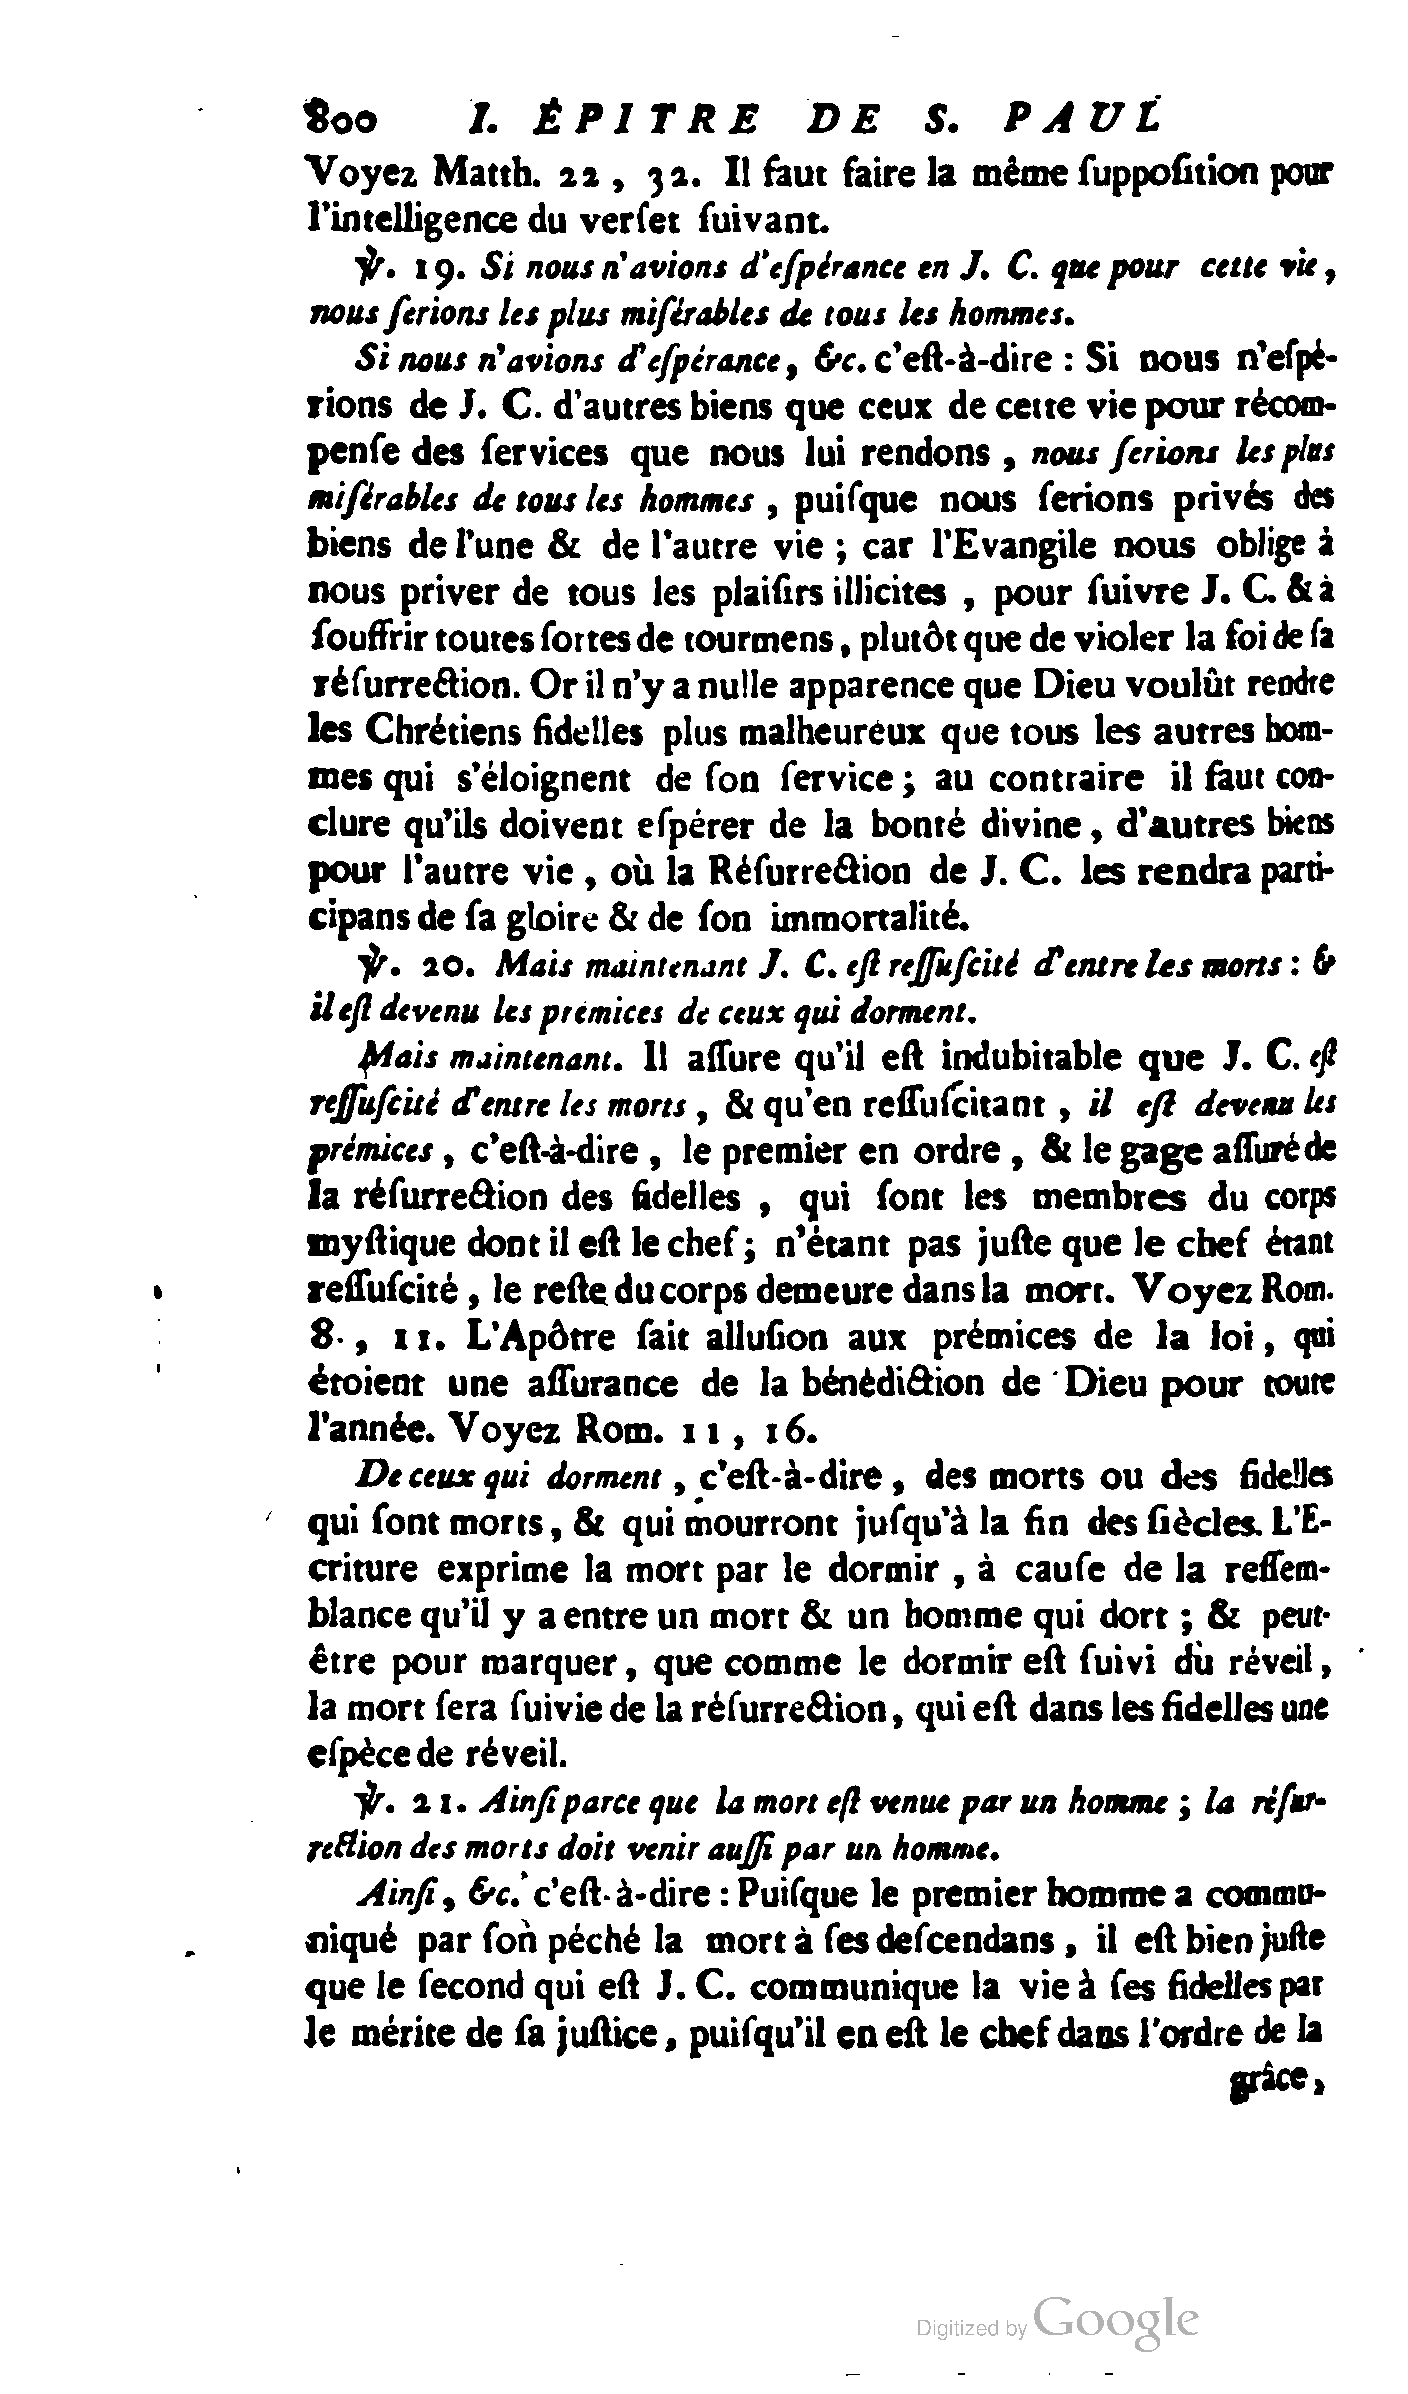 800 I. ÉPITRE DE S. PAUL
Voyez Matth. 22, 32. Il faut faire la même ſuppoſition pour
l'intelligence du verſet ſuivant.
℣. 19. Si nous n'avions d'eſpérance en J. C. que pour cette vie,
nous ſerions les plus miſérables de tous les hommes.
Si nous n'avions d'eſpérance, &c. c'eſt-à-dire : Si nous n'eſpé-
rions de J. C. d'autres biens que ceux de cette vie pour récom-
penſe des ſervices que nous lui rendons, nous ſerions les plus
miſérables de tous les hommes, puiſque nous ſerions privés des
biens de l'une & de l'autre vie ; car l'Evangile nous oblige à
nous priver de tous les plaiſirs illicites, pour ſuivre J. C. & à
ſouffrir toutes ſortes de tourmens, plutôt que de violer la foi de ſa
réſurrection. Or il n'y a nulle apparence que Dieu voulût rendre
les Chrétiens fidelles plus malheureux que tous les autres hom-
mes qui s'éloignent de ſon ſervice ; au contraire il faut con-
clure qu'ils doivent eſpérer de la bonté divine, d'autres biens
pour l'autre vie, où la Réſurrection de J. C. les rendra parti-
cipans de ſa gloire & de ſon immortalité.
℣. 20. Mais maintenant J. C. eſt reſſuſcité d'entre les morts : &
il eſt devenu les prémices de ceux qui dorment.
Mais maintenant. Il aſſure qu'il eſt indubitable que J. C. eſt
reſſuſcité d'entre les morts, & qu'en reſſuſcitant, il eſt devenu les
prémices, c'eſt-à-dire, le premier en ordre, & le gage aſſuré de
la réſurrection des fidelles, qui ſont les membres du corps
myſtique dont il eſt le chef ; n'étant pas juſte que le chef étant
reſſuſcité, le reſte du corps demeure dans la mort. Voyez Rom.
8., 11. L'Apôtre fait alluſion aux prémices de la loi, qui
étoient une aſſurance de la bénédiction de Dieu pour toute
l'année. Voyez Rom. 11, 16.
De ceux qui dorment, c'eſt-à-dire, des morts ou des fidelles
qui ſont morts, & qui mourront juſqu'à la fin des ſiècles. L'E-
criture exprime la mort par le dormir, à cauſe de la reſſem-
blance qu'il y a entre un mort & un homme qui dort ; & peut-
être pour marquer, que comme le dormir eſt ſuivi du réveil,
la mort ſera ſuivie de la réſurrection, qui eſt dans les fidelles une
eſpèce de réveil.
℣. 21. Ainſi parce que la mort eſt venue par un homme ; la réſur-
rection des morts doit venir auſſi par un homme.
Ainſi, &c. c'eſt-à-dire : Puiſque le premier homme a commu-
niqué par ſon péché la mort à ſes deſcendans, il eſt bien juſte
que le ſecond qui eſt J. C. communique la vie à ſes fidelles par
le mérite de ſa juſtice, puiſqu'il en eſt le chef dans l'ordre de la
grâce,
Digitized by Google